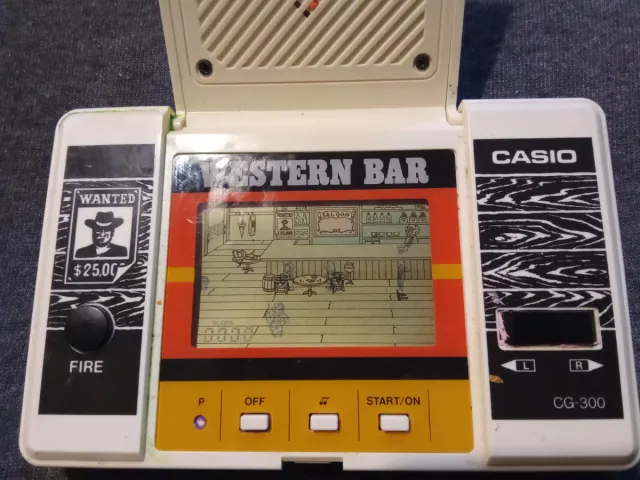 WESTERN BAR
CASIO
WANTED
$25.00
SALOON
SCORE
FIRE
L R
P OFF START/ON
CG-300